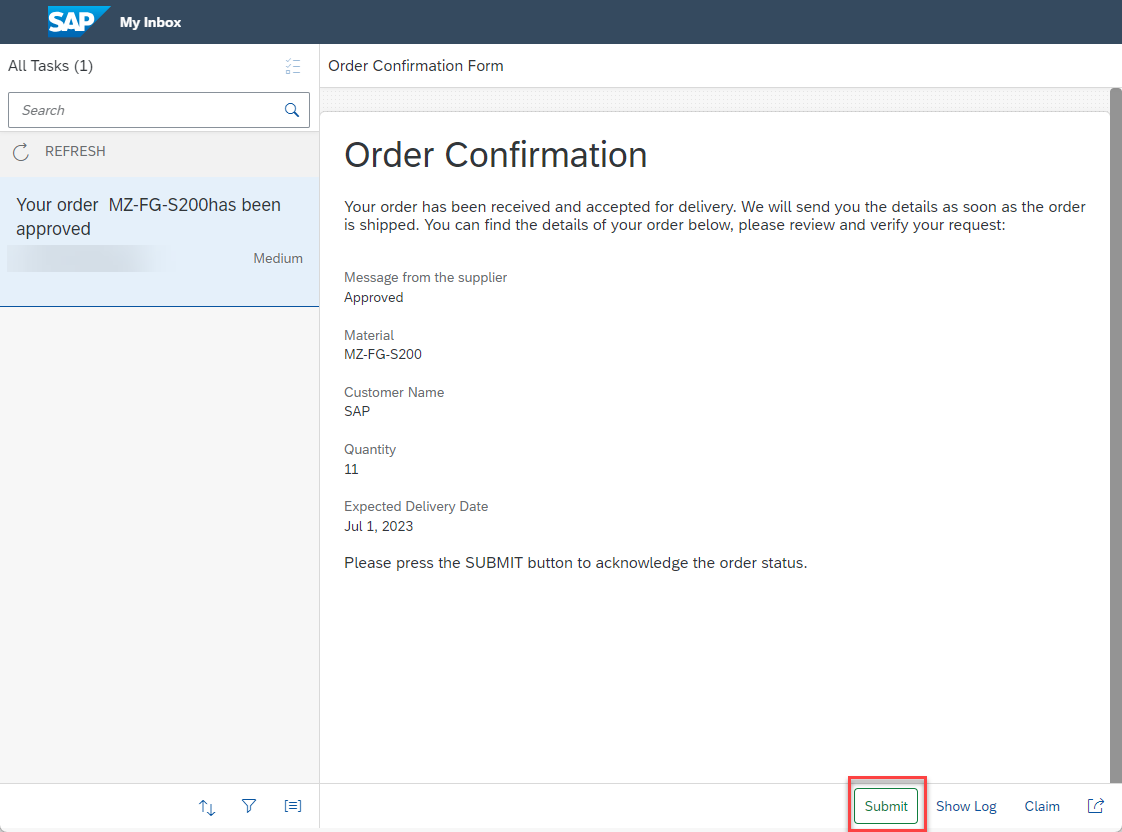 SAP My Inbox
All Tasks (1)
Search
REFRESH
Your order  MZ-FG-S200has been
approved
Medium
Order Confirmation Form
Order Confirmation
Your order has been received and accepted for delivery. We will send you the details as soon as the order
is shipped. You can find the details of your order below, please review and verify your request:
Message from the supplier
Approved
Material
MZ-FG-S200
Customer Name
SAP
Quantity
11
Expected Delivery Date
Jul 1, 2023
Please press the SUBMIT button to acknowledge the order status.
Submit Show Log Claim